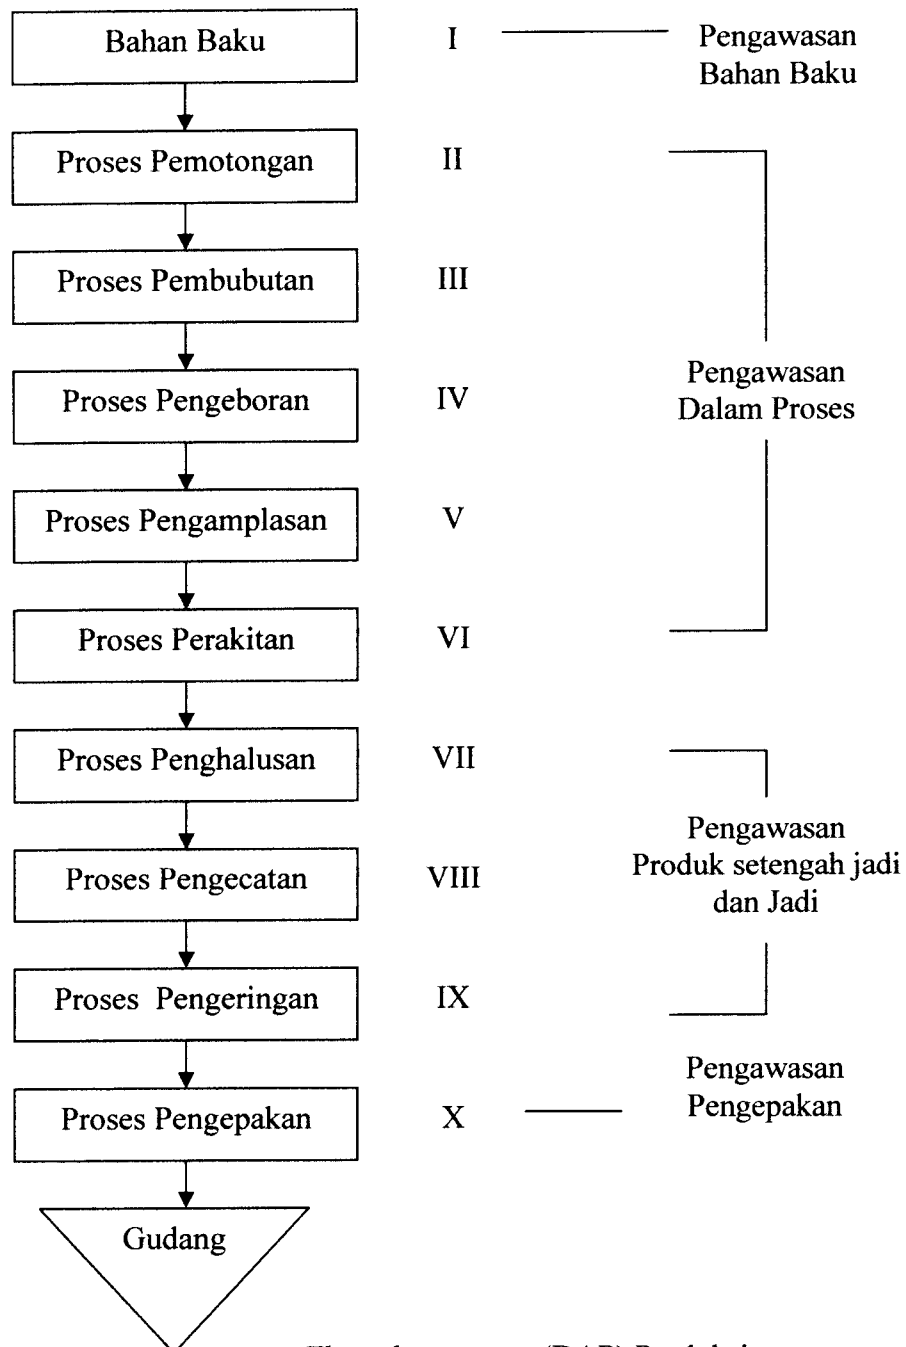 Bahan Baku I Pengawasan
Bahan Baku
Proses Pemotongan II
Proses Pembubutan III
Proses Pengeboran IV Pengawasan
Dalam Proses
Proses Pengamplasan V
Proses Perakitan VI
Proses Penghalusan VII
Pengawasan
Proses Pengecatan VIII Produk setengah jadi
dan Jadi
Proses Pengeringan IX
Pengawasan
Proses Pengepakan X Pengepakan
Gudang
(DAP)